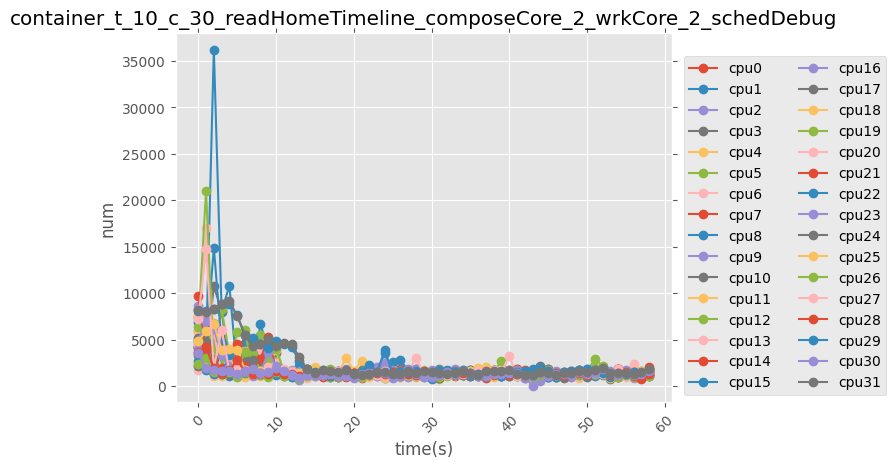 container_t_10_c_30_readHomeTimeline_composeCore_2_wrkCore_2_schedDebug
35000
30000
25000
20000
15000
10000
5000
0
num
0
10
20
30
40
50
60
time(s)
cpu0
cpu1
cpu2
cpu3
cpu4
cpu5
cpu6
cpu7
cpu8
cpu9
cpu10
cpu11
cpu12
cpu13
cpu14
cpu15
cpu16
cpu17
cpu18
cpu19
cpu20
cpu21
cpu22
cpu23
cpu24
cpu25
cpu26
cpu27
cpu28
cpu29
cpu30
cpu31